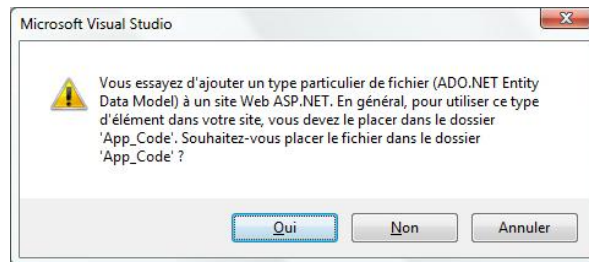 Microsoft Visual Studio
Vous essayez d'ajouter un type particulier de fichier (ADO.NET Entity
Data Model) à un site Web ASP.NET. En général, pour utiliser ce type
d'élément dans votre site, vous devez le placer dans le dossier
'App_Code'. Souhaitez-vous placer le fichier dans le dossier
'App_Code' ?
Oui Non Annuler